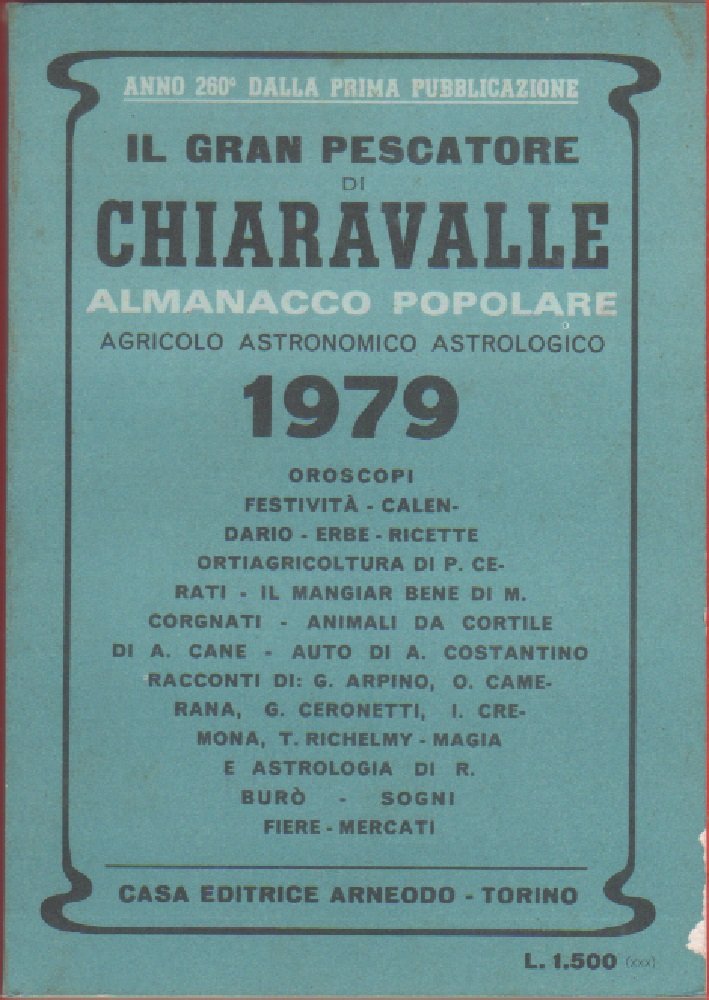 ANNO 260° DALLA PRIMA PUBBLICAZIONE
IL GRAN PESCATORE
DI
CHIARAVALLE
ALMANACCO POPOLARE
AGRICOLO ASTRONOMICO ASTROLOGICO
1979
OROSCOPI
FESTIVITÀ - CALEN-
DARIO - ERBE - RICETTE
ORTIAGRICOLTURA DI P. CE-
RATI - IL MANGIAR BENE DI M.
CORGNATI - ANIMALI DA CORTILE
DI A. CANE - AUTO DI A. COSTANTINO
RACCONTI DI: G. ARPINO, O. CAME-
RANA, G. CERONETTI, I. CRE-
MONA, T. RICHELMY - MAGIA
E ASTROLOGIA DI R.
BURÒ - SOGNI
FIERE - MERCATI
CASA EDITRICE ARNEODO - TORINO
L. 1.500 (xxx)